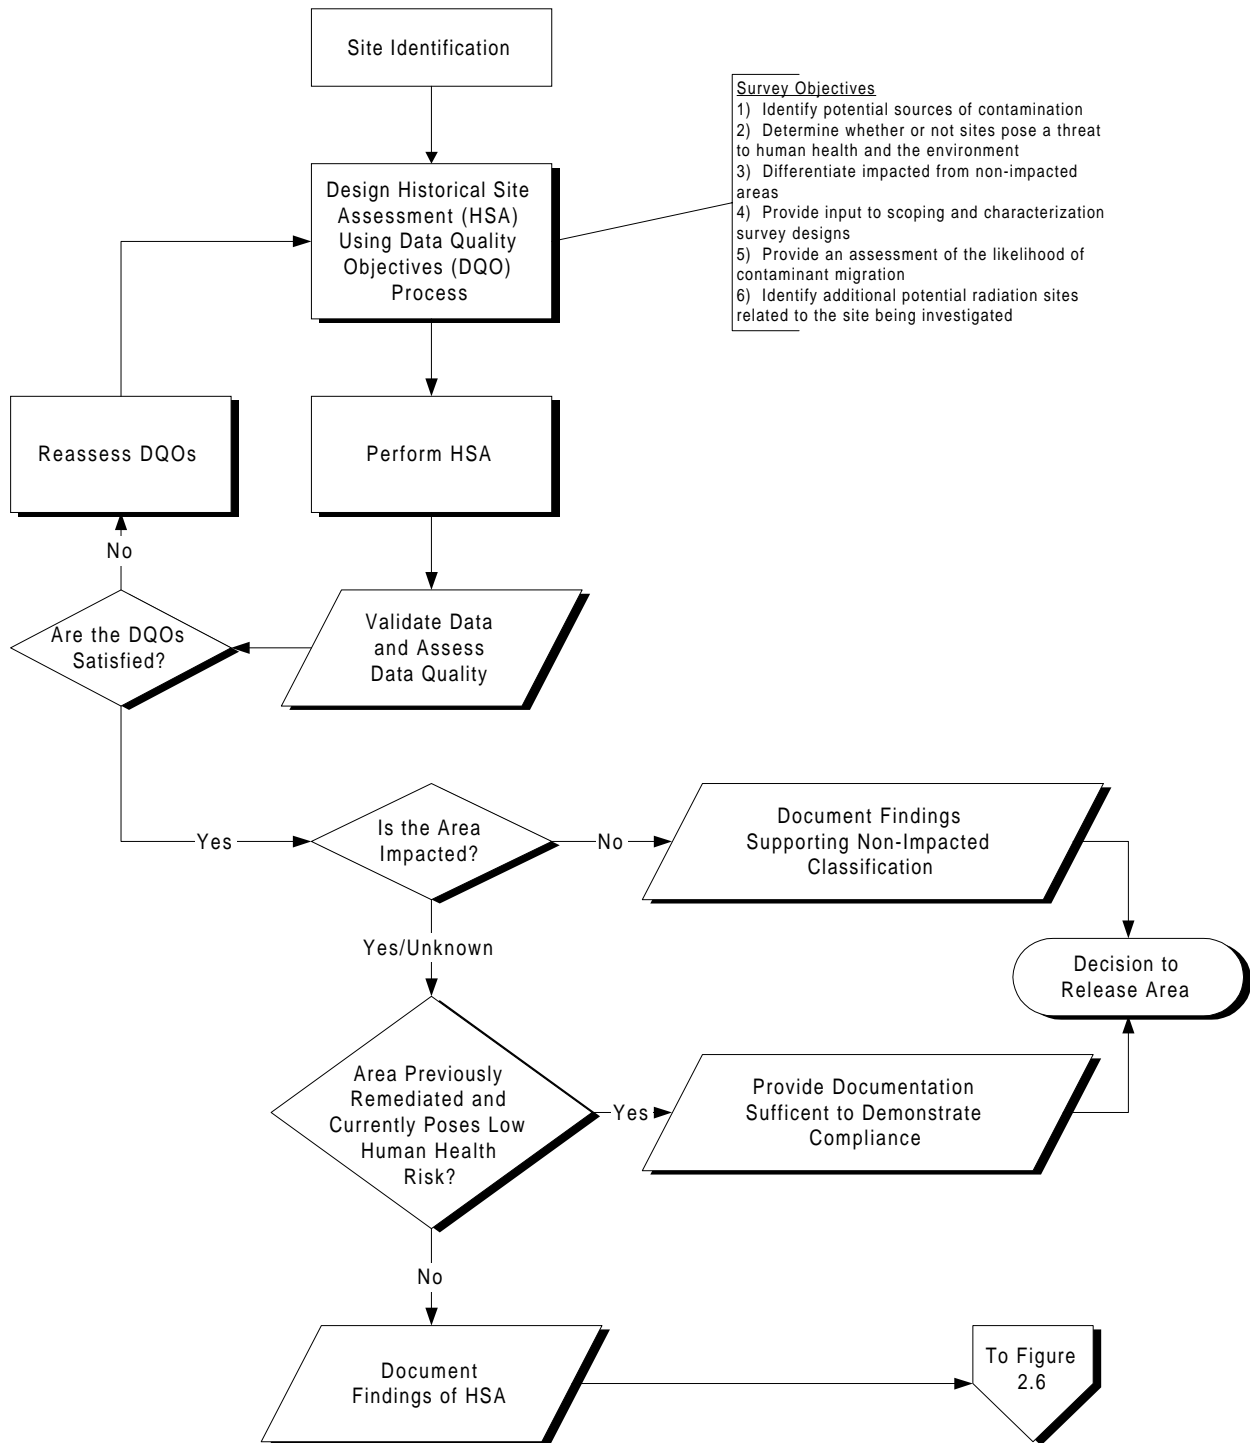 Site Identification
Survey Objectives
1) Identify potential sources of contamination
2) Determine whether or not sites pose a threat
to human health and the environment
3) Differentiate impacted from non-impacted
areas
4) Provide input to scoping and characterization
survey designs
5) Provide an assessment of the likelihood of
contaminant migration
6) Identify additional potential radiation sites
related to the site being investigated
Design Historical Site
Assessment (HSA)
Using Data Quality
Objectives (DQO)
Process
Reassess DQOs
Perform HSA
No
Are the DQOs
Satisfied?
Validate Data
and Assess
Data Quality
Yes
Is the Area
Impacted?
No
Document Findings
Supporting Non-Impacted
Classification
Yes/Unknown
Decision to
Release Area
Area Previously
Remediated and
Currently Poses Low
Human Health
Risk?
Yes
Provide Documentation
Sufficent to Demonstrate
Compliance
No
Document
Findings of HSA
To Figure
2.6